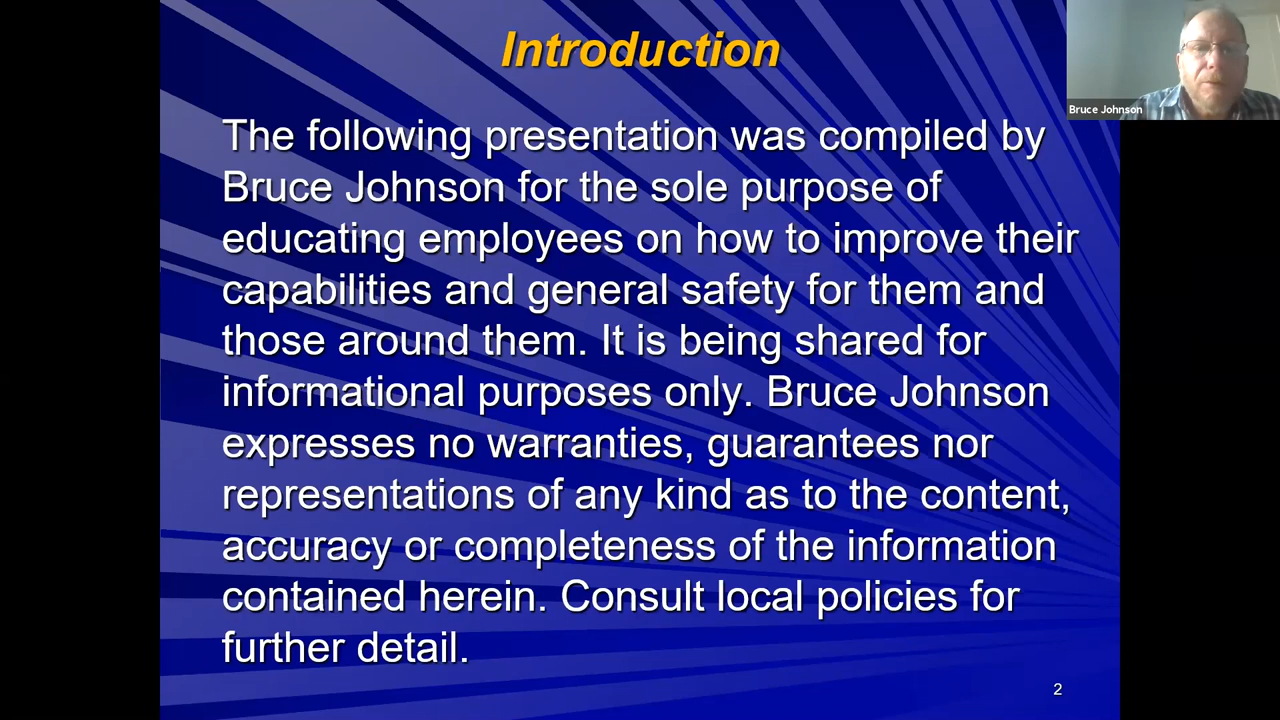 Introduction
The following presentation was compiled by
Bruce Johnson for the sole purpose of
educating employees on how to improve their
capabilities and general safety for them and
those around them. It is being shared for
informational purposes only. Bruce Johnson
expresses no warranties, guarantees nor
representations of any kind as to the content,
accuracy or completeness of the information
contained herein. Consult local policies for
further detail.
2
Bruce Johnson